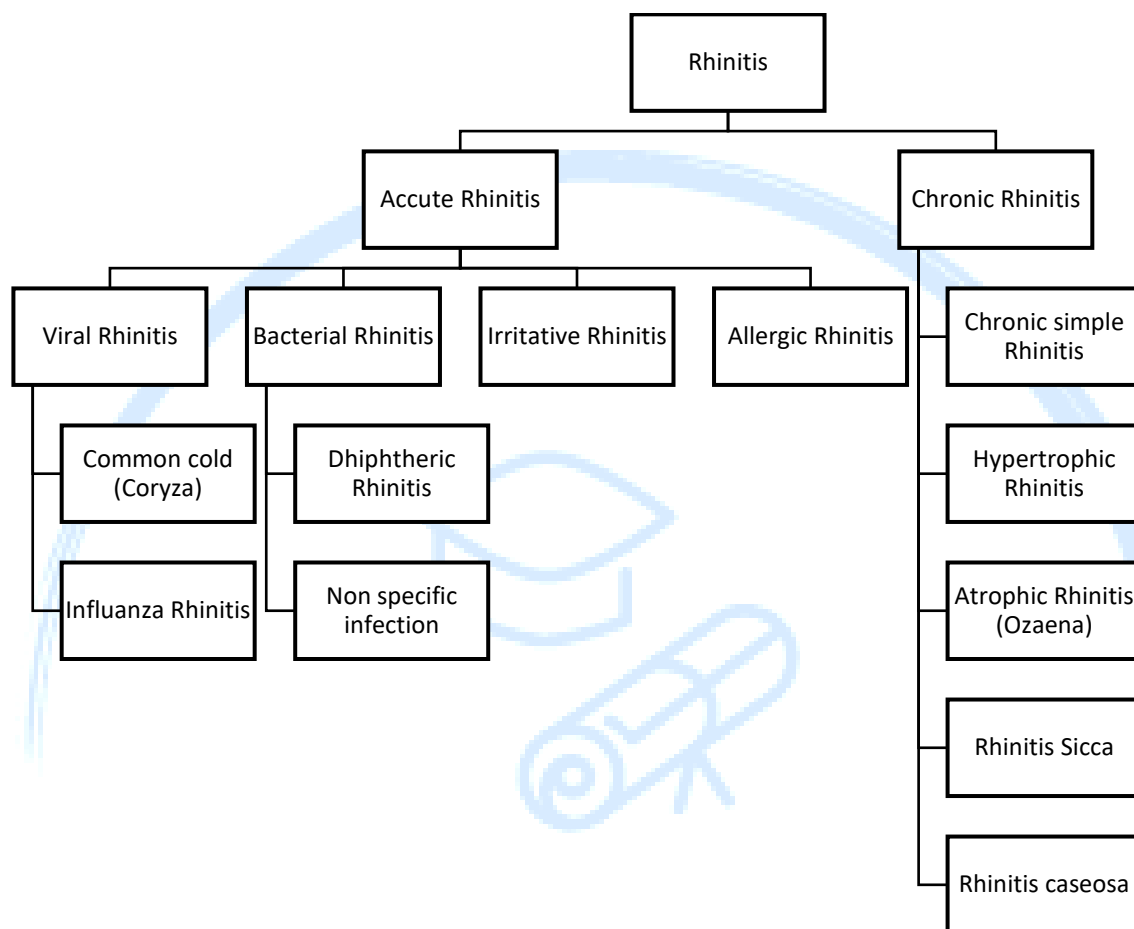 Rhinitis
Accute Rhinitis
Chronic Rhinitis
Viral Rhinitis
Bacterial Rhinitis
Irritative Rhinitis
Allergic Rhinitis
Chronic simple
Rhinitis
Common cold
(Coryza)
Dhiphtheric
Rhinitis
Hypertrophic
Rhinitis
Influanza Rhinitis
Non specific
infection
Atrophic Rhinitis
(Ozaena)
Rhinitis Sicca
Rhinitis caseosa